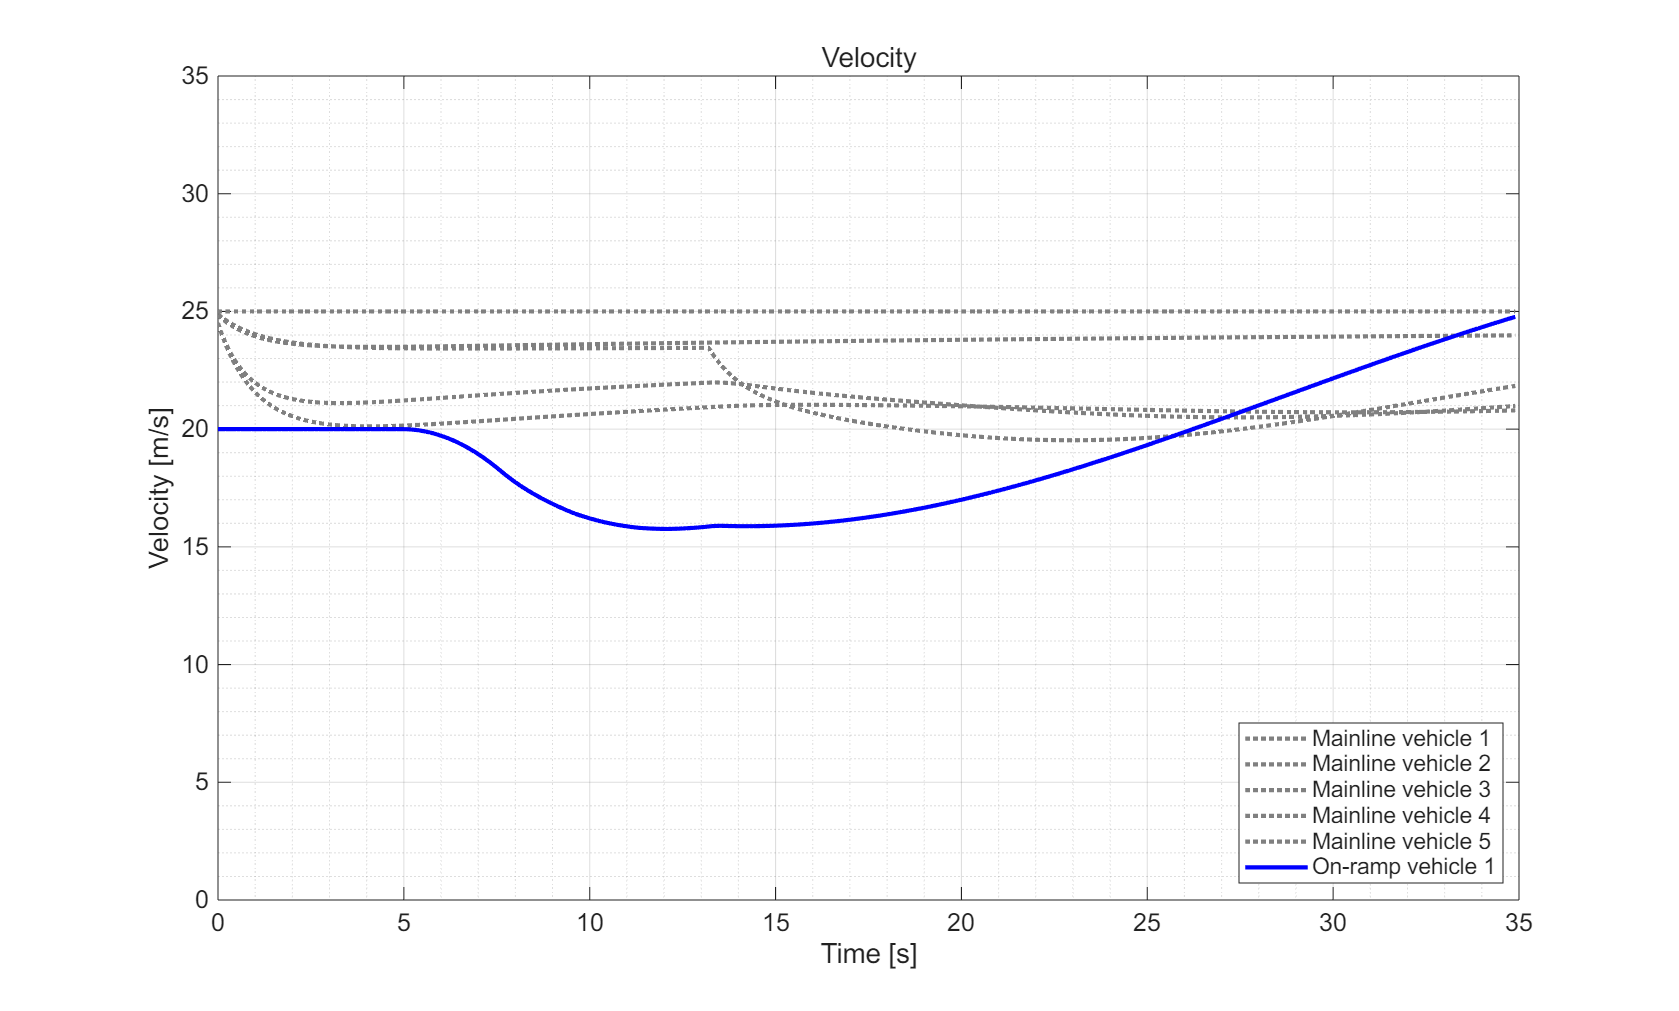 Velocity
35
30
25
20
15
10
5
0
Velocity [m/s]
0 5 10 15 20 25 30 35
Time [s]
Mainline vehicle 1
Mainline vehicle 2
Mainline vehicle 3
Mainline vehicle 4
Mainline vehicle 5
On-ramp vehicle 1